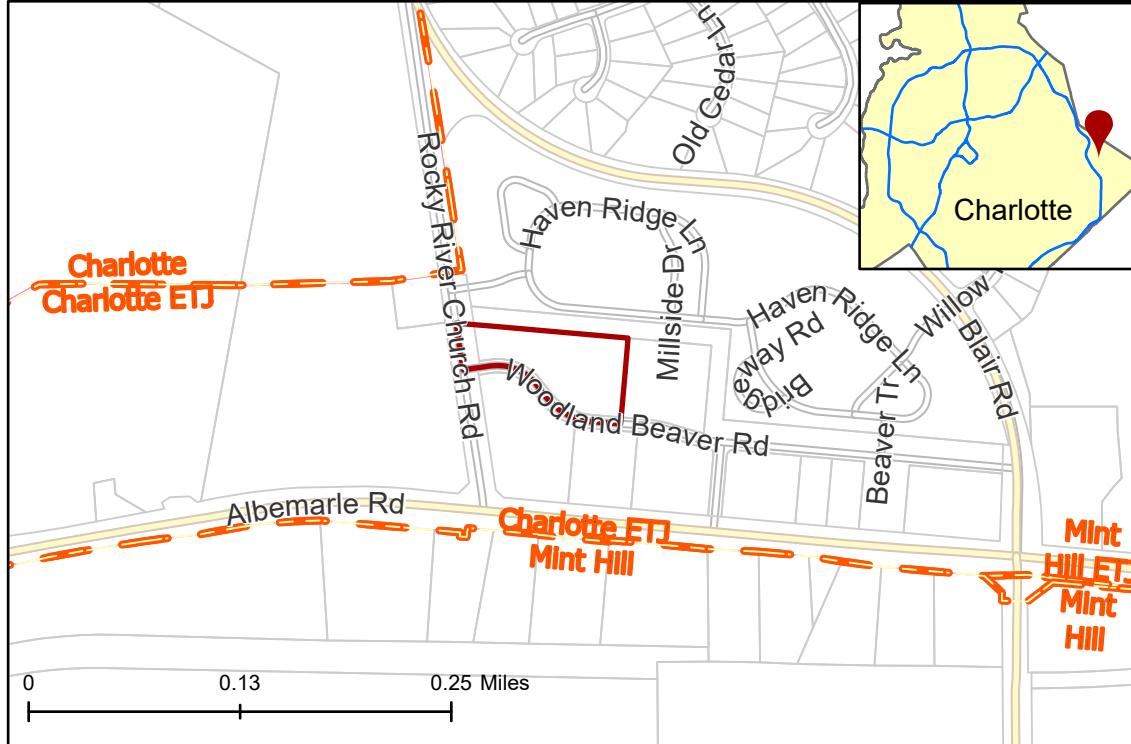 Old Cedar Ln
Charlotte
Rocky River Church Rd
Haven Ridge Ln
Millside Dr
Charlotte
Charlotte ETJ
Haven Ridge Ln
Bridgeway Rd
Willow
Blair Rd
Woodland Beaver Rd
Beaver Tr
Albemarle Rd
Charlotte ETJ
Mint Hill
Mint
Hill ETJ
Mint
Hill
0
0.13
0.25 Miles